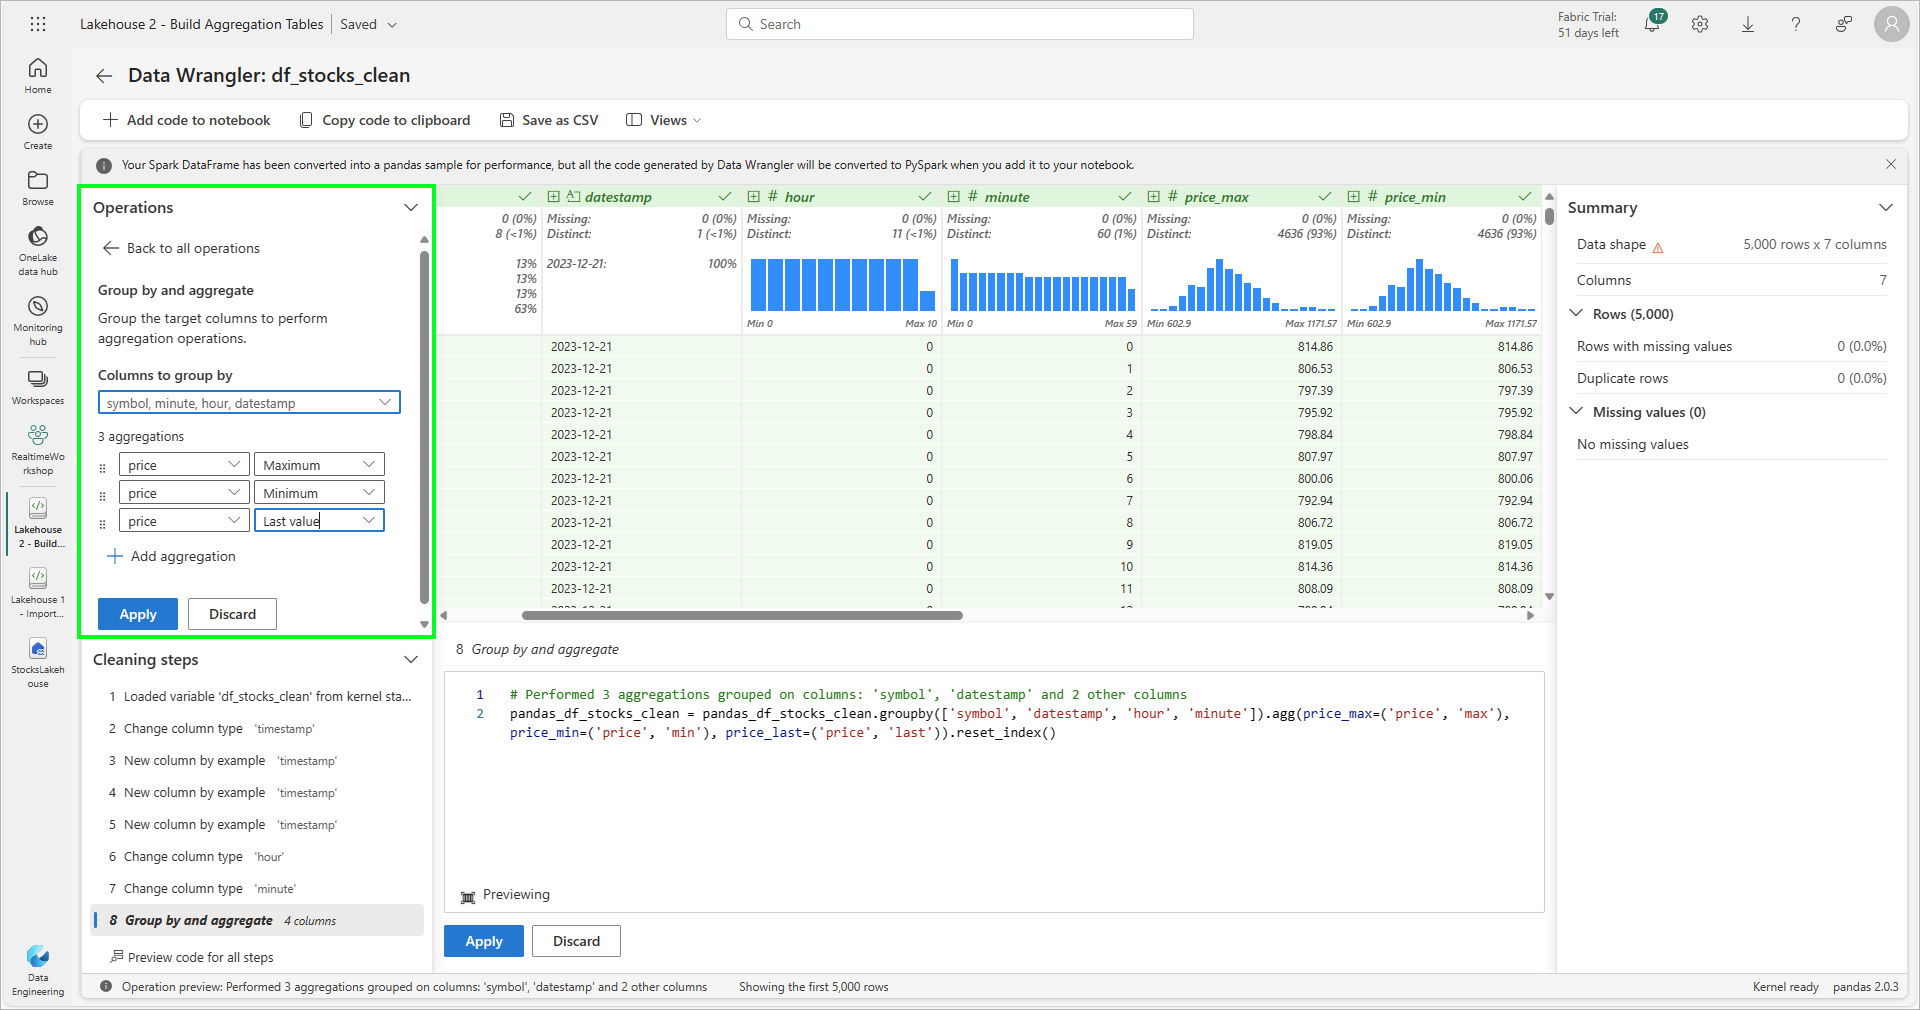 Lakehouse 2 - Build Aggregation Tables
Saved
Search
Fabric Trial:
51 days left
17
Home
Create
Browse
OneLake
data hub
Monitoring
hub
Workspaces
RealtimeWo
rkshop
Lakehouse
2 - Build...
Lakehouse 1
- Import...
StocksLakeh
ouse
Data
Engineering
Data Wrangler: df_stocks_clean
Add code to notebook
Copy code to clipboard
Save as CSV
Views
Your Spark DataFrame has been converted into a pandas sample for performance, but all the code generated by Data Wrangler will be converted to PySpark when you add it to your notebook.
Operations
Back to all operations
Group by and aggregate
Group the target columns to perform
aggregation operations.
Columns to group by
symbol, minute, hour, datestamp
3 aggregations
price Maximum
price Minimum
price Last value
Add aggregation
Apply Discard
Cleaning steps
1 Loaded variable 'df_stocks_clean' from kernel sta...
2 Change column type 'timestamp'
3 New column by example 'timestamp'
4 New column by example 'timestamp'
5 New column by example 'timestamp'
6 Change column type 'hour'
7 Change column type 'minute'
8 Group by and aggregate 4 columns
Preview code for all steps
datestamp # hour # minute # price_max # price_min
0 (0%) Missing: 0 (0%) Missing: 0 (0%) Missing: 0 (0%) Missing: 0 (0%) Missing: 0 (0%)
8 (<1%) Distinct: 1 (<1%) Distinct: 11 (<1%) Distinct: 60 (1%) Distinct: 4636 (93%) Distinct: 4636 (93%)
13% 2023-12-21: 100%
13%
13%
63%
Min 0 Max 10 Min 0 Max 59 Min 602.9 Max 1171.57 Min 602.9 Max 1171.57
2023-12-21 0 0 814.86 814.86
2023-12-21 0 1 806.53 806.53
2023-12-21 0 2 797.39 797.39
2023-12-21 0 3 795.92 795.92
2023-12-21 0 4 798.84 798.84
2023-12-21 0 5 807.97 807.97
2023-12-21 0 6 800.06 800.06
2023-12-21 0 7 792.94 792.94
2023-12-21 0 8 806.72 806.72
2023-12-21 0 9 819.05 819.05
2023-12-21 0 10 814.36 814.36
2023-12-21 0 11 808.09 808.09
8 Group by and aggregate
1 # Performed 3 aggregations grouped on columns: 'symbol', 'datestamp' and 2 other columns
2 pandas_df_stocks_clean = pandas_df_stocks_clean.groupby(['symbol', 'datestamp', 'hour', 'minute']).agg(price_max=('price', 'max'),
price_min=('price', 'min'), price_last=('price', 'last')).reset_index()
Previewing
Apply Discard
Summary
Data shape 5,000 rows x 7 columns
Columns 7
Rows (5,000)
Rows with missing values 0 (0.0%)
Duplicate rows 0 (0.0%)
Missing values (0)
No missing values
Operation preview: Performed 3 aggregations grouped on columns: 'symbol', 'datestamp' and 2 other columns
Showing the first 5,000 rows
Kernel ready
pandas 2.0.3